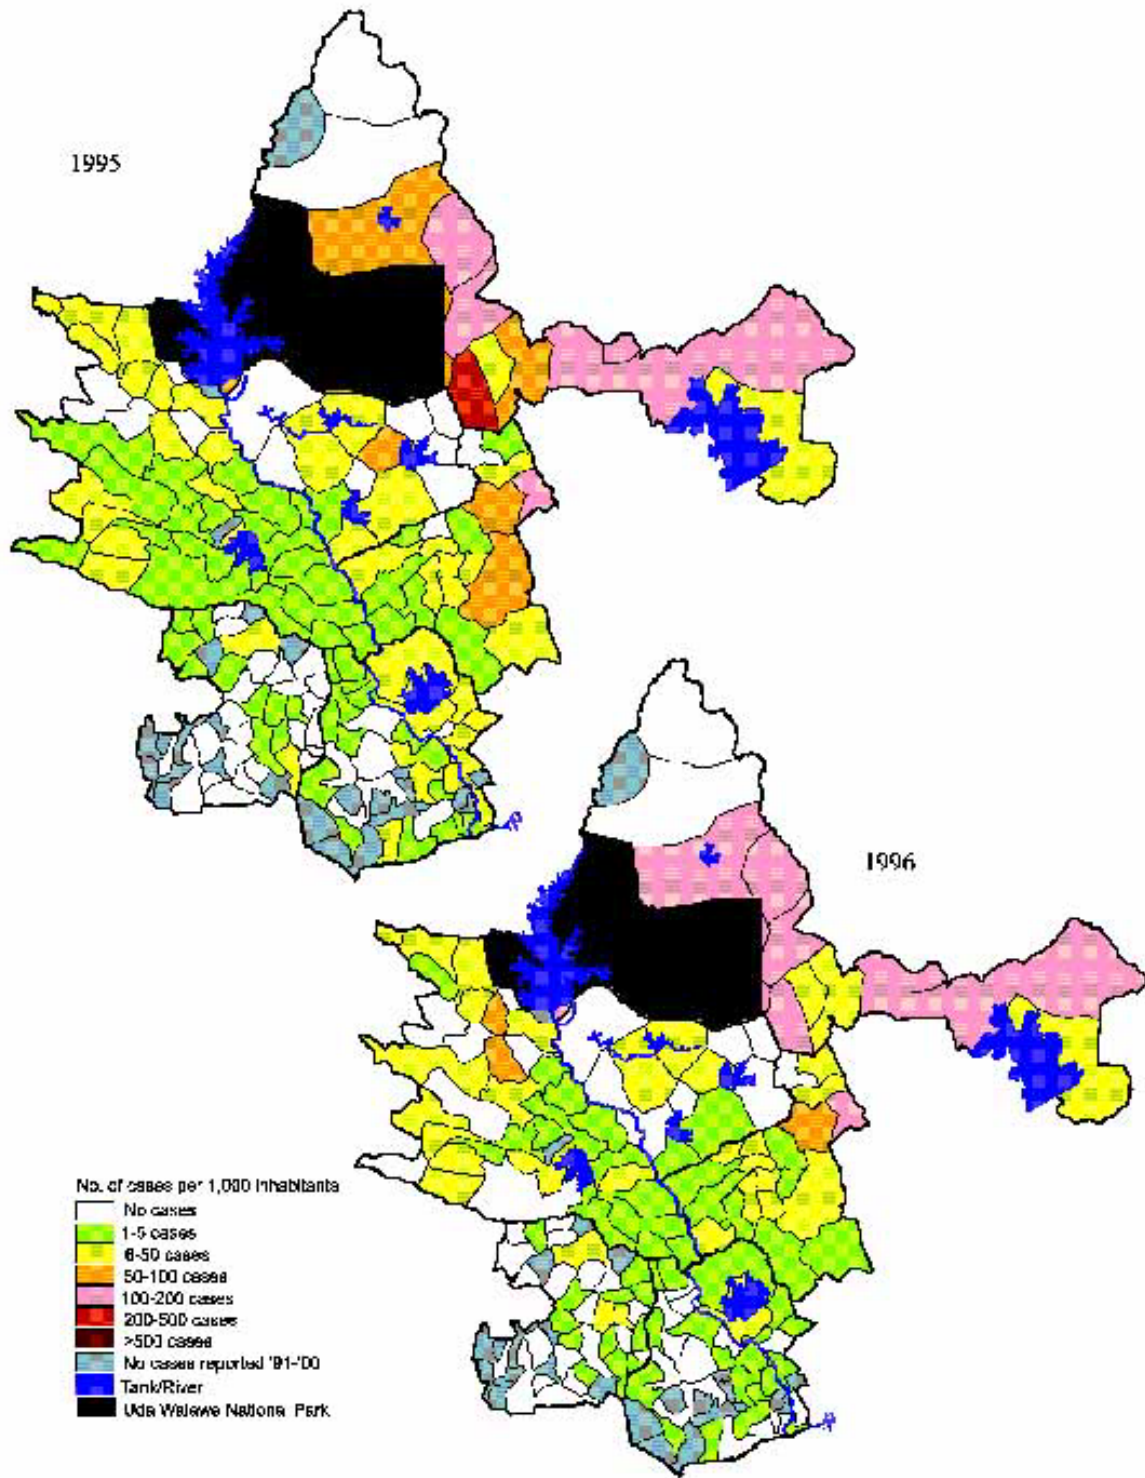 1995
1996
No. of cases per 1,000 inhabitants
No cases
1-5 cases
6-50 cases
50-100 cases
100-200 cases
200-500 cases
>500 cases
No cases reported '91-'00
Tank/River
Uda Walawe National Park